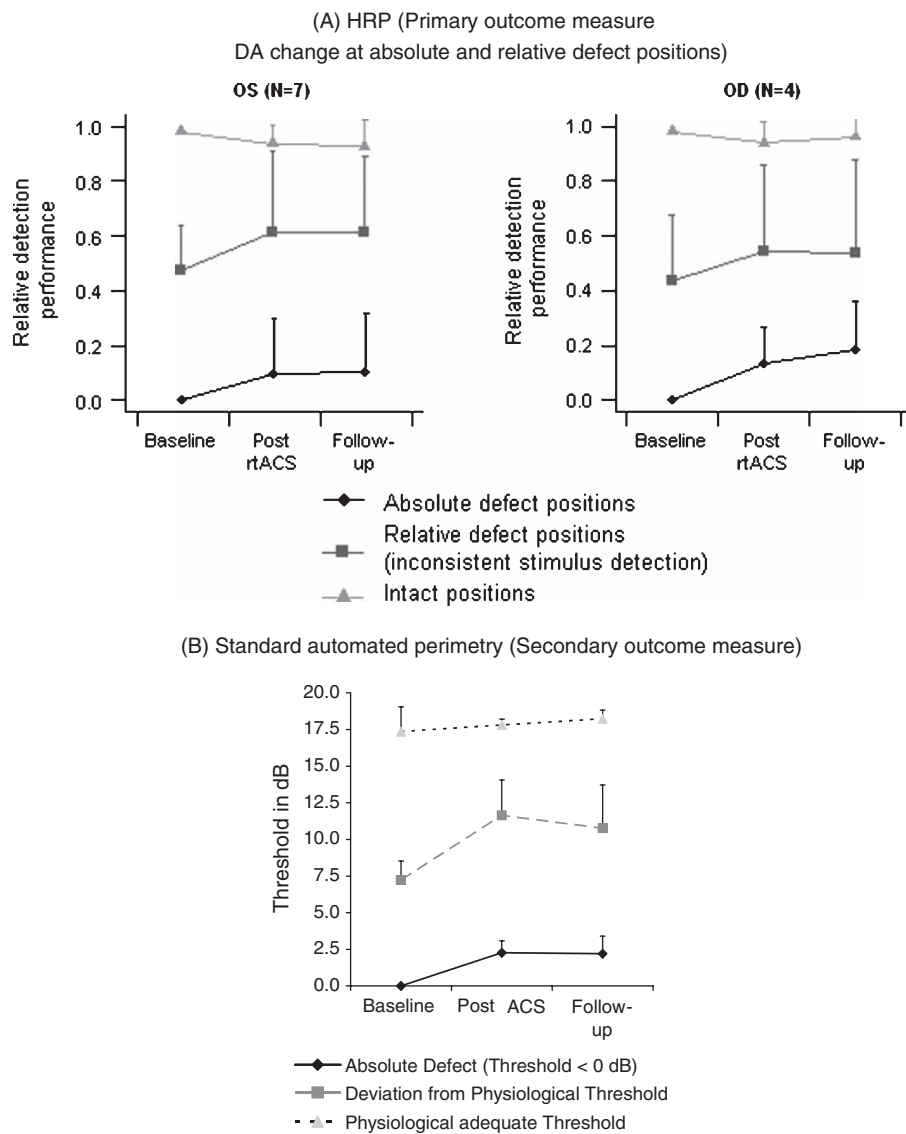 (A) HRP (Primary outcome measure
DA change at absolute and relative defect positions)
OS (N=7)
OD (N=4)
Relative detection
performance
1.0
0.8
0.6
0.4
0.2
0.0
Baseline
Post
rtACS
Follow-
up
Relative detection
performance
1.0
0.8
0.6
0.4
0.2
0.0
Baseline
Post
rtACS
Follow-
up
Absolute defect positions
Relative defect positions
(inconsistent stimulus detection)
Intact positions
(B) Standard automated perimetry (Secondary outcome measure)
Threshold in dB
20.0
17.5
15.0
12.5
10.0
7.5
5.0
2.5
0.0
Baseline
Post ACS
Follow-
up
Absolute Defect (Threshold < 0 dB)
Deviation from Physiological Threshold
Physiological adequate Threshold